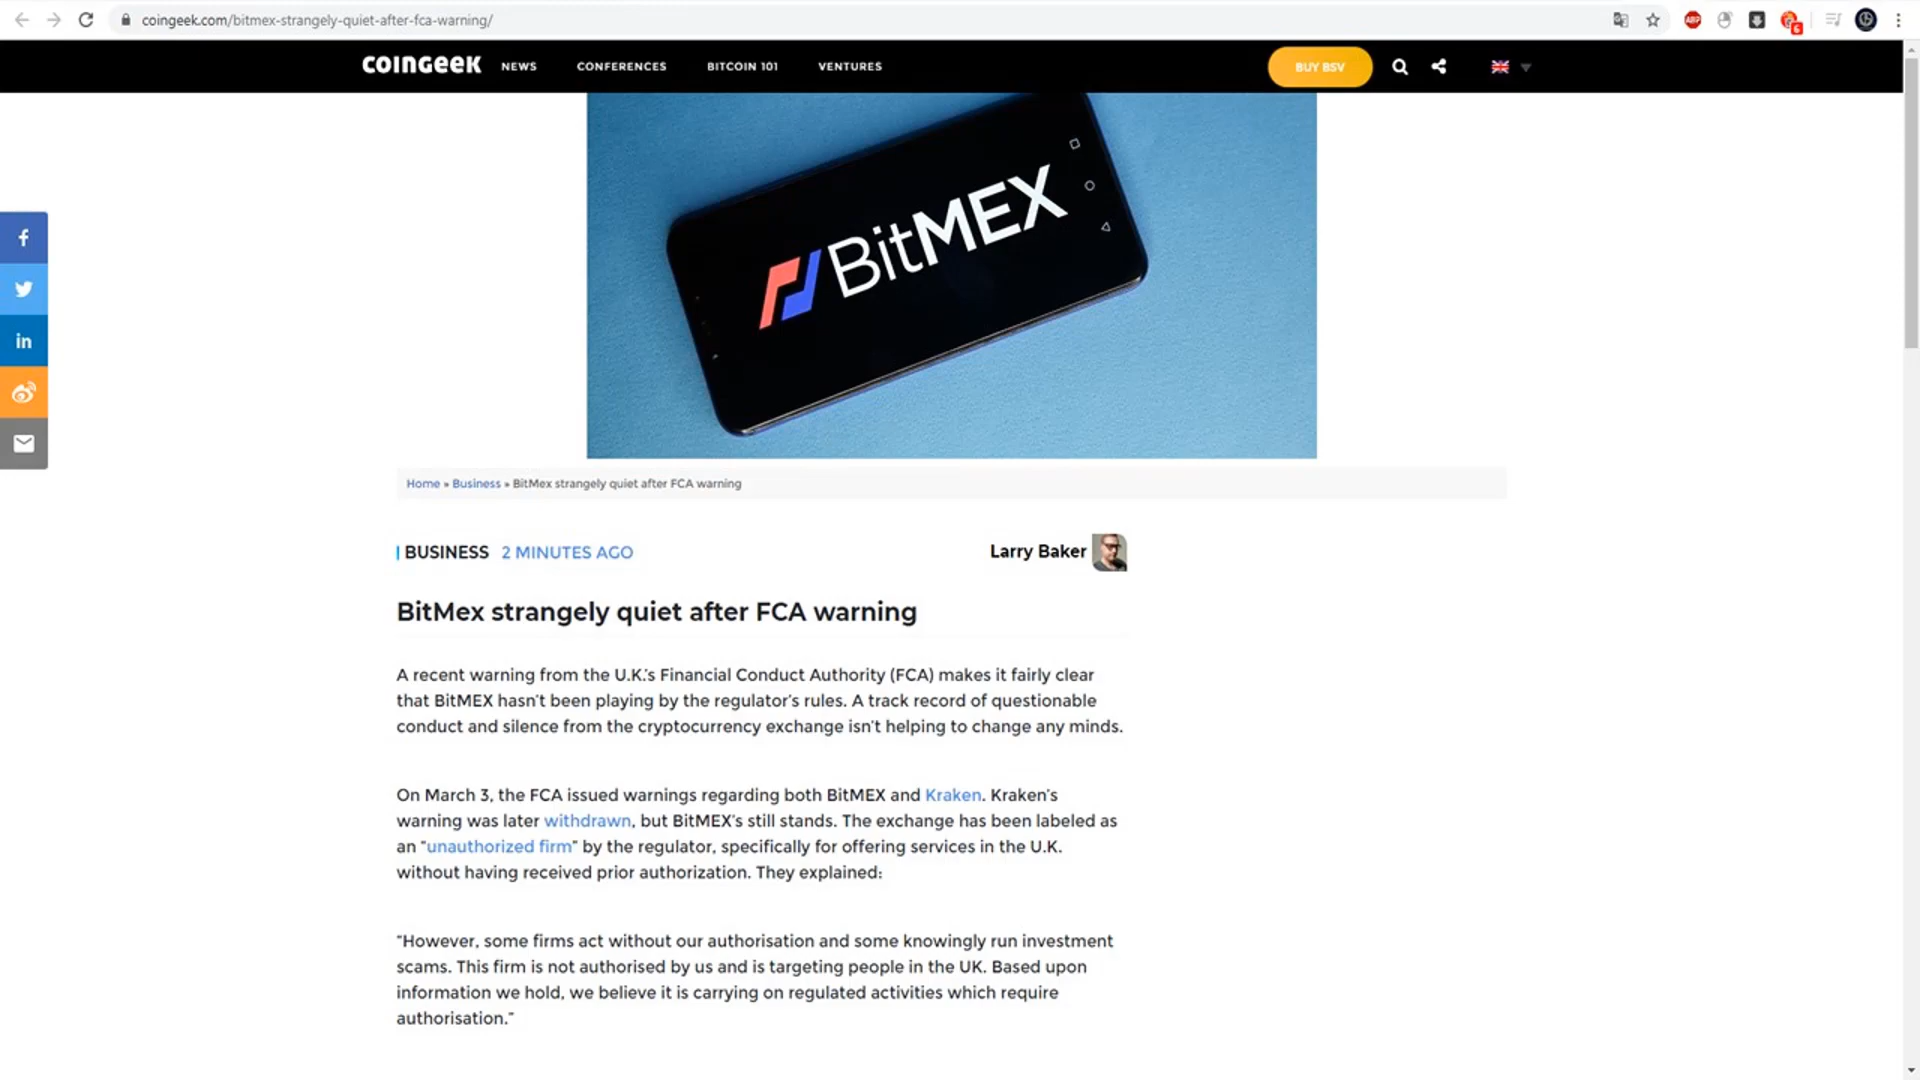 coingeek.com/bitmex-strangely-quiet-after-fca-warning/
ABP
6
COINGEEK NEWS CONFERENCES BITCOIN 101 VENTURES BUY BSV
BitMEX
f
in
Home » Business » BitMex strangely quiet after FCA warning
BUSINESS 2 MINUTES AGO Larry Baker
BitMex strangely quiet after FCA warning
A recent warning from the U.K.'s Financial Conduct Authority (FCA) makes it fairly clear
that BitMEX hasn't been playing by the regulator's rules. A track record of questionable
conduct and silence from the cryptocurrency exchange isn't helping to change any minds.
On March 3, the FCA issued warnings regarding both BitMEX and Kraken. Kraken's
warning was later withdrawn, but BitMEX's still stands. The exchange has been labeled as
an “unauthorized firm” by the regulator, specifically for offering services in the U.K.
without having received prior authorization. They explained:
“However, some firms act without our authorisation and some knowingly run investment
scams. This firm is not authorised by us and is targeting people in the UK. Based upon
information we hold, we believe it is carrying on regulated activities which require
authorisation.”